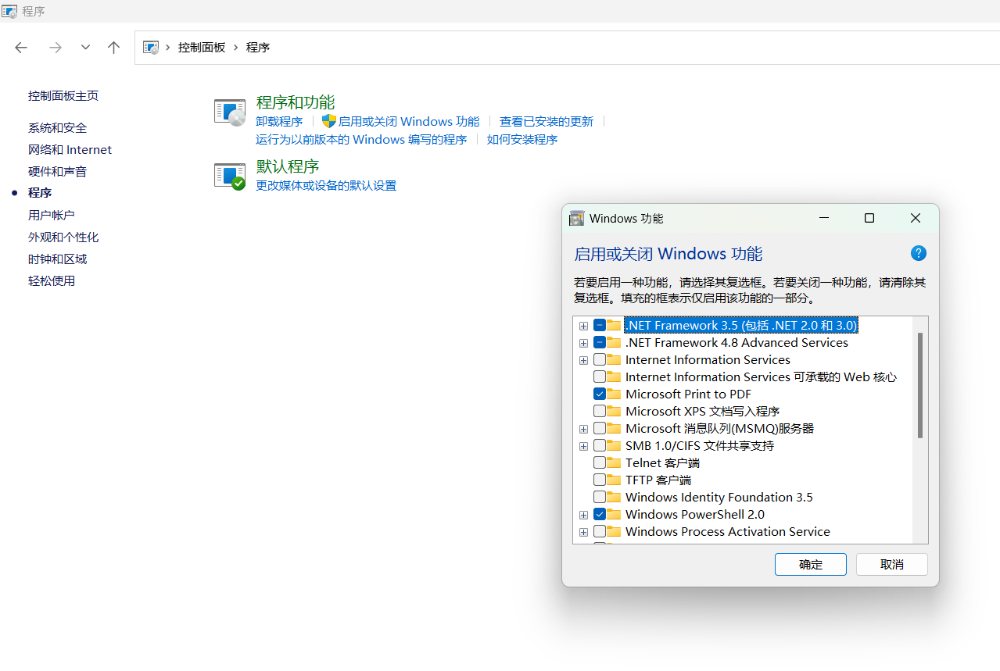 程序
控制面板 › 程序
控制面板主页
系统和安全
网络和 Internet
硬件和声音
程序
用户帐户
外观和个性化
时钟和区域
轻松使用
程序和功能
卸载程序 启用或关闭 Windows 功能 查看已安装的更新
运行为以前版本的 Windows 编写的程序 如何安装程序
默认程序
更改媒体或设备的默认设置
Windows 功能
启用或关闭 Windows 功能
若要启用一种功能，请选择其复选框。若要关闭一种功能，请清除其
复选框。填充的框表示仅启用该功能的一部分。
.NET Framework 3.5 (包括 .NET 2.0 和 3.0)
.NET Framework 4.8 Advanced Services
Internet Information Services
Internet Information Services 可承载的 Web 核心
Microsoft Print to PDF
Microsoft XPS 文档写入程序
Microsoft 消息队列(MSMQ)服务器
SMB 1.0/CIFS 文件共享支持
Telnet 客户端
TFTP 客户端
Windows Identity Foundation 3.5
Windows PowerShell 2.0
Windows Process Activation Service
确定 取消